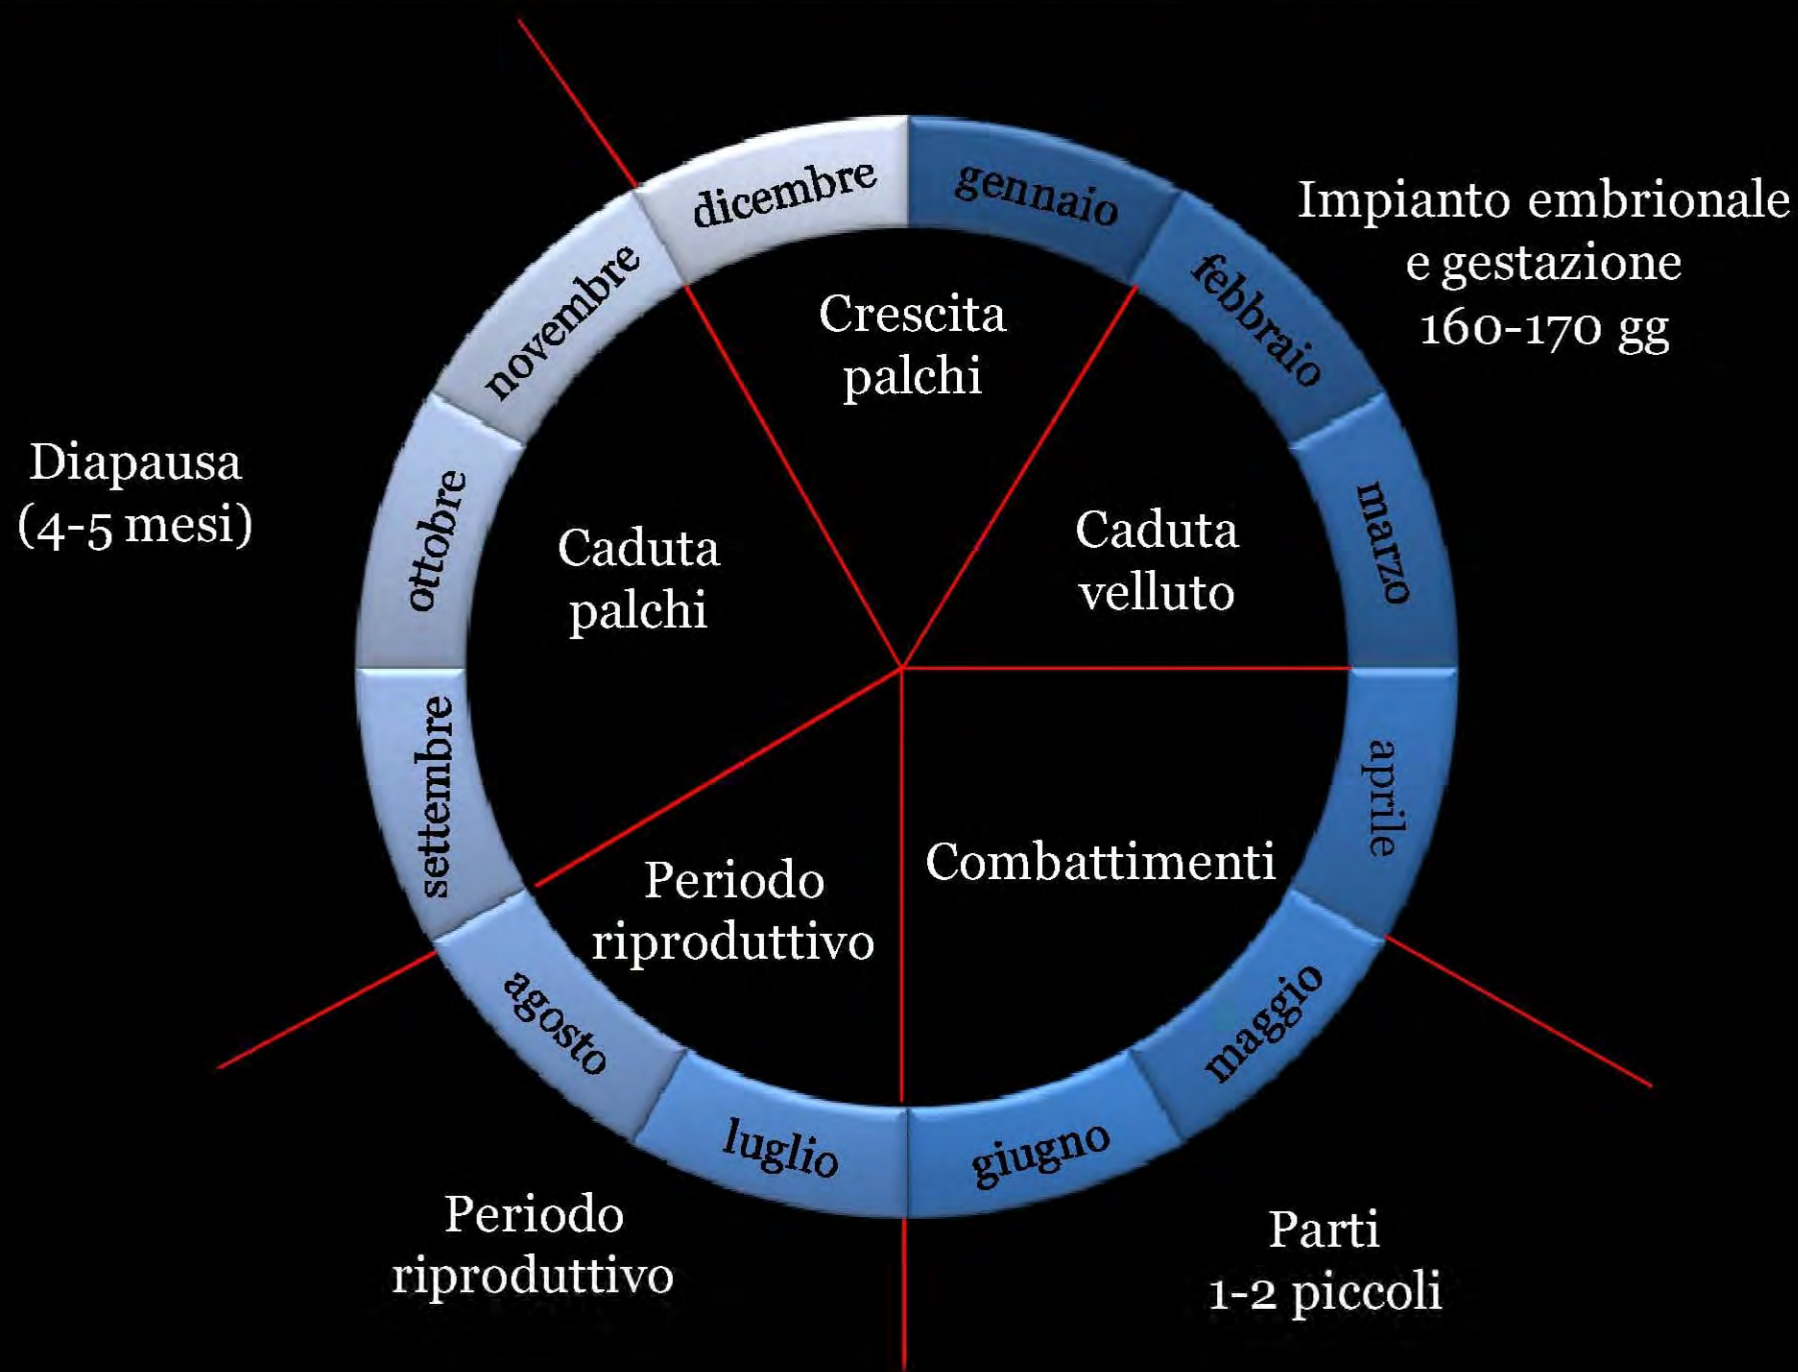 dicembre
gennaio
febbraio
marzo
aprile
maggio
giugno
luglio
agosto
settembre
ottobre
novembre
Crescita
palchi
Caduta
velluto
Combattimenti
Periodo
riproduttivo
Caduta
palchi
Impianto embrionale
e gestazione
160-170 gg
Parti
1-2 piccoli
Periodo
riproduttivo
Diapausa
(4-5 mesi)